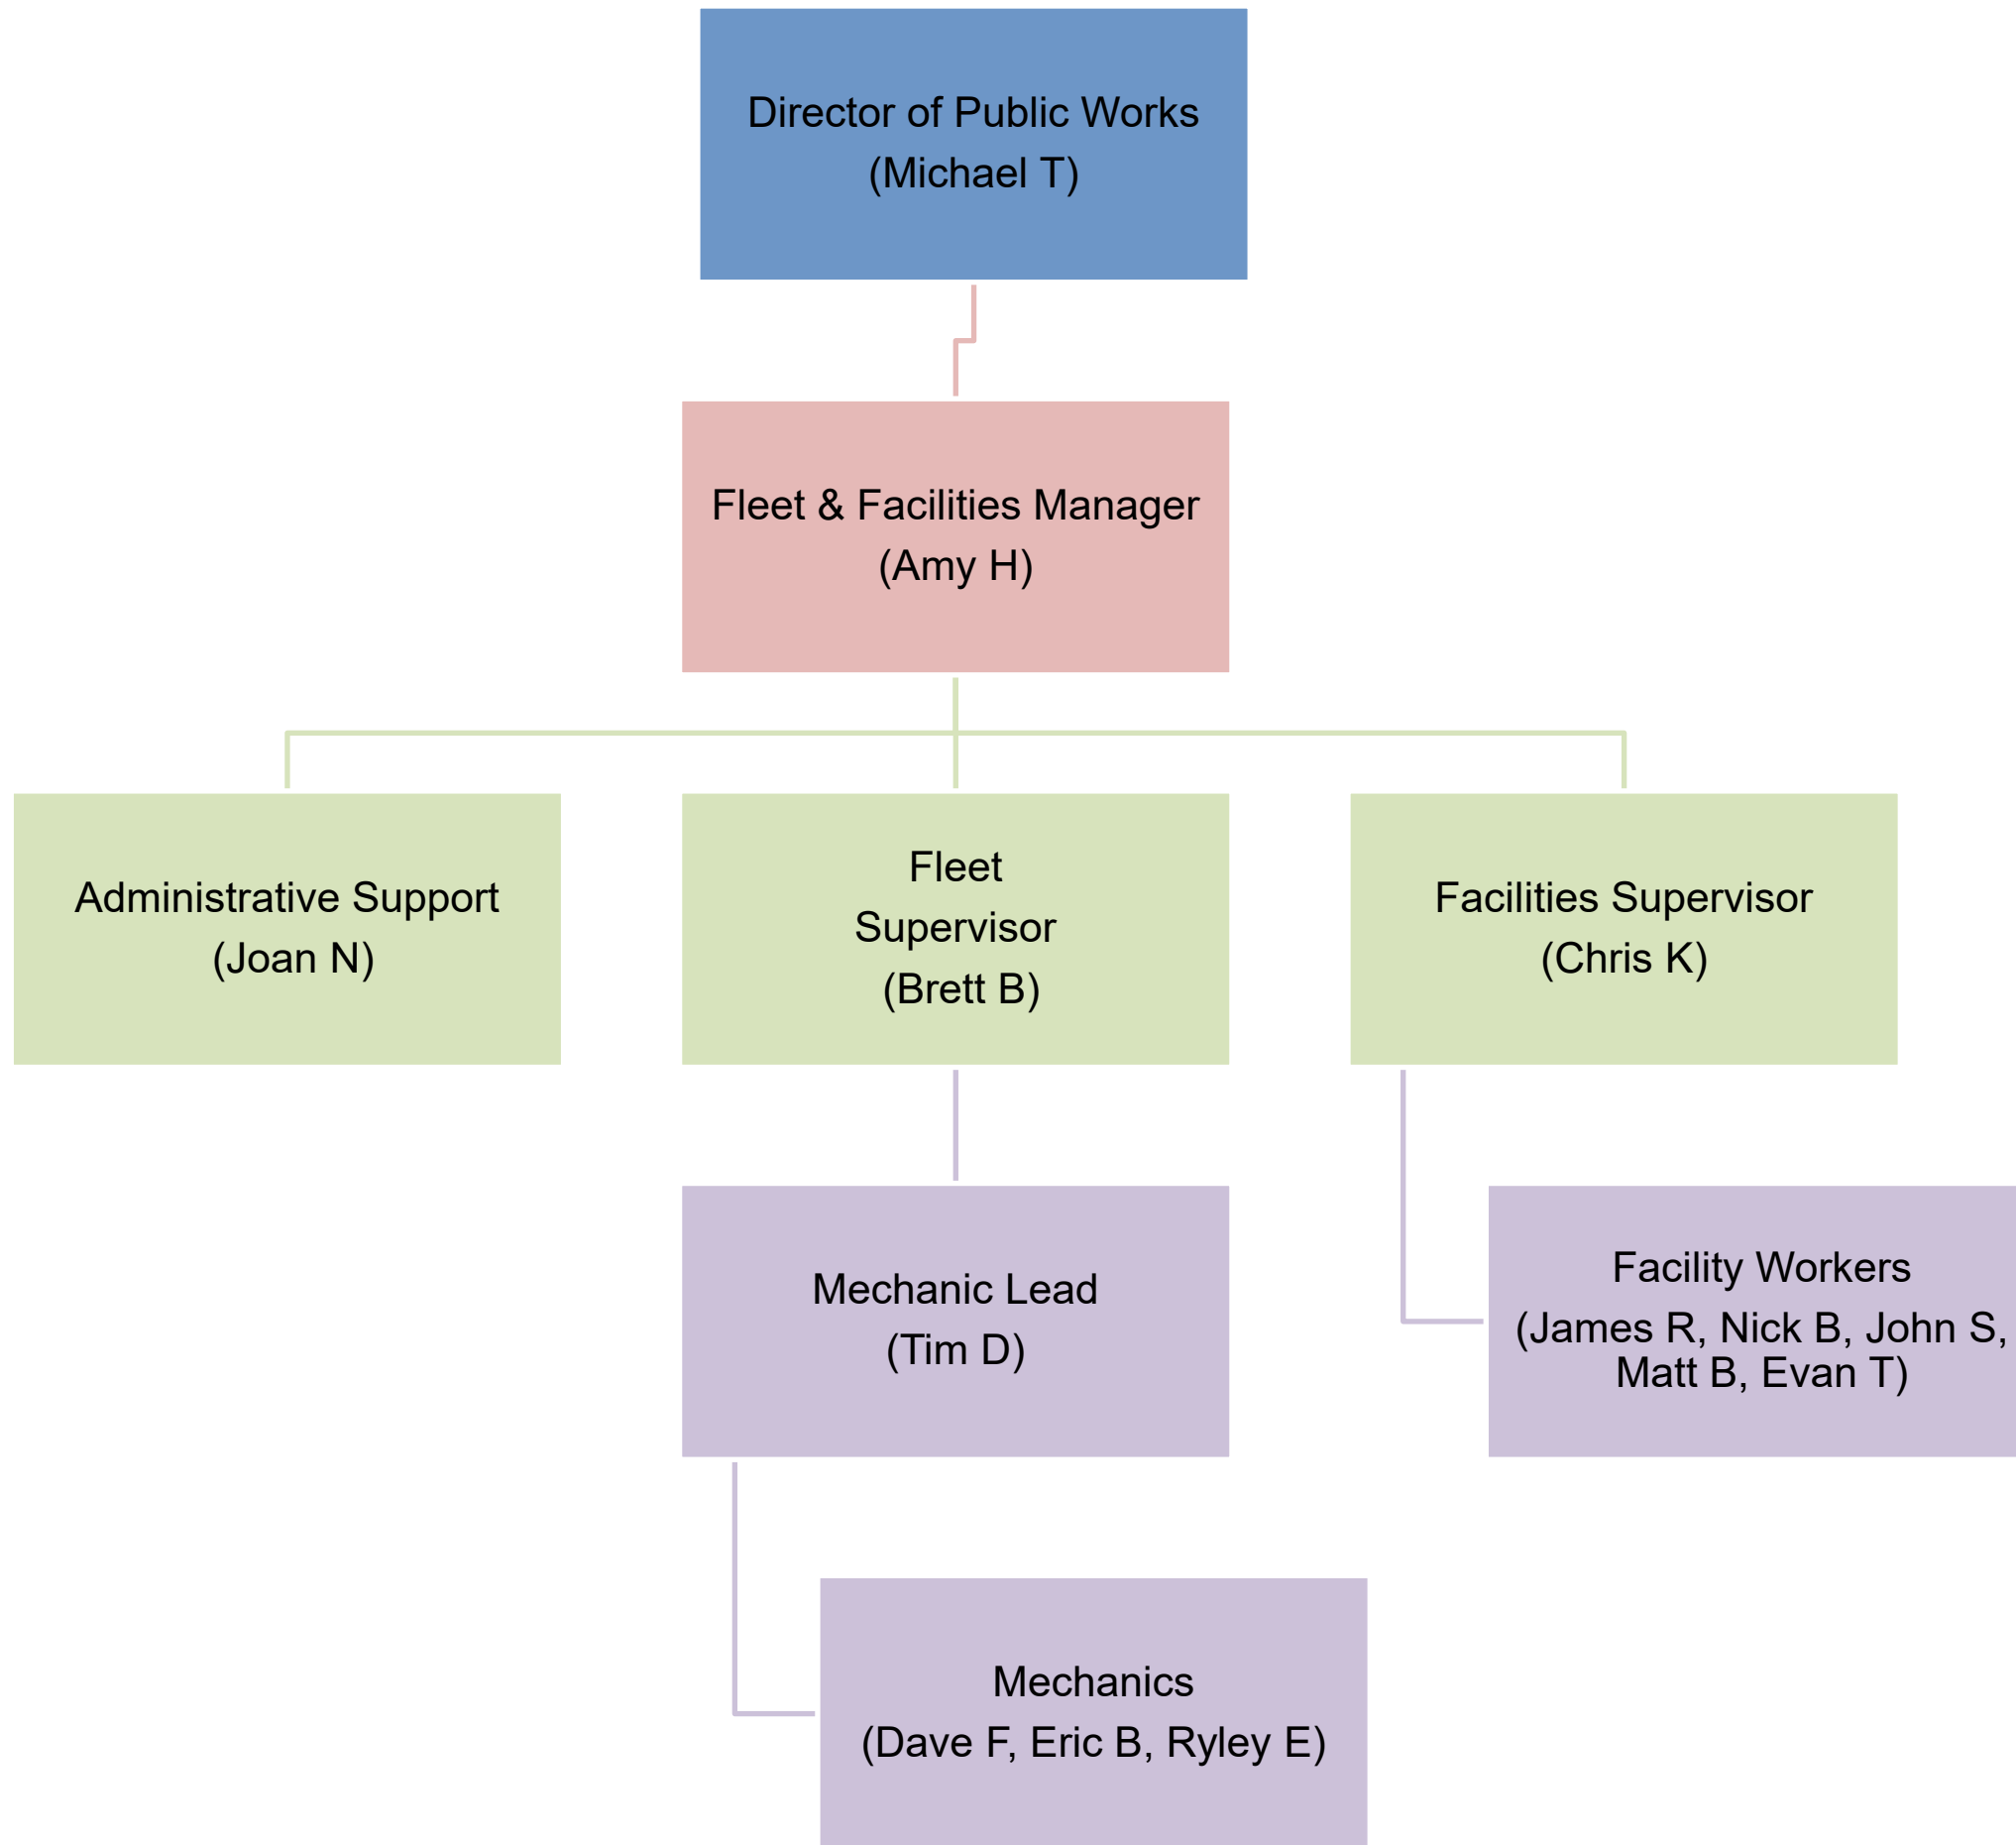 Director of Public Works
(Michael T)
Fleet & Facilities Manager
(Amy H)
Administrative Support
(Joan N)
Fleet
Supervisor
(Brett B)
Facilities Supervisor
(Chris K)
Mechanic Lead
(Tim D)
Facility Workers
(James R, Nick B, John S,
Matt B, Evan T)
Mechanics
(Dave F, Eric B, Ryley E)